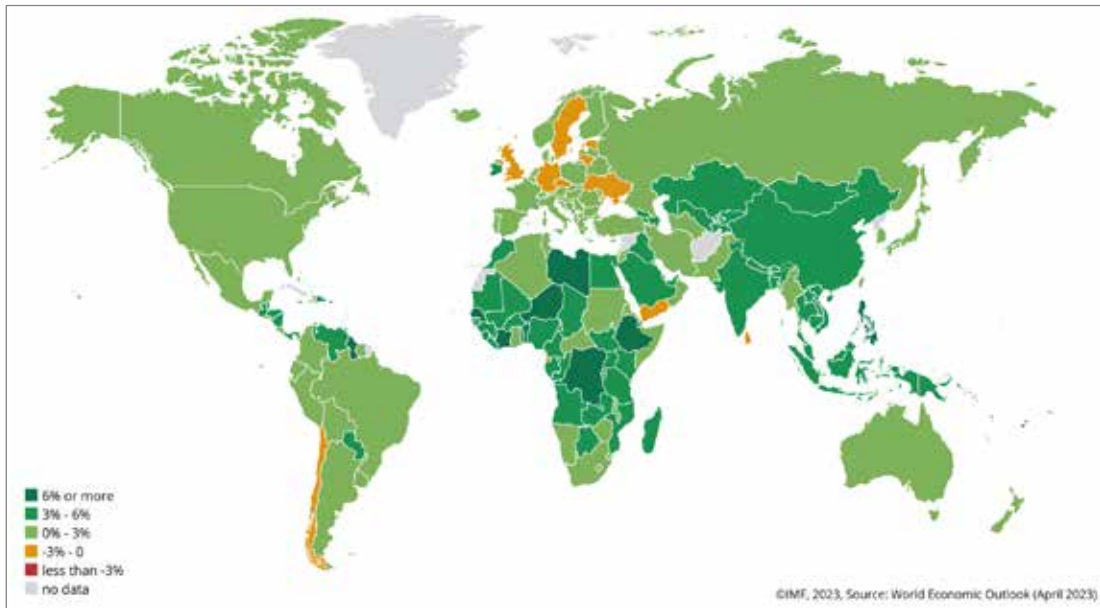 6% or more
3% - 6%
0% - 3%
-3% - 0
less than -3%
no data
©IMF, 2023, Source: World Economic Outlook (April 2023)